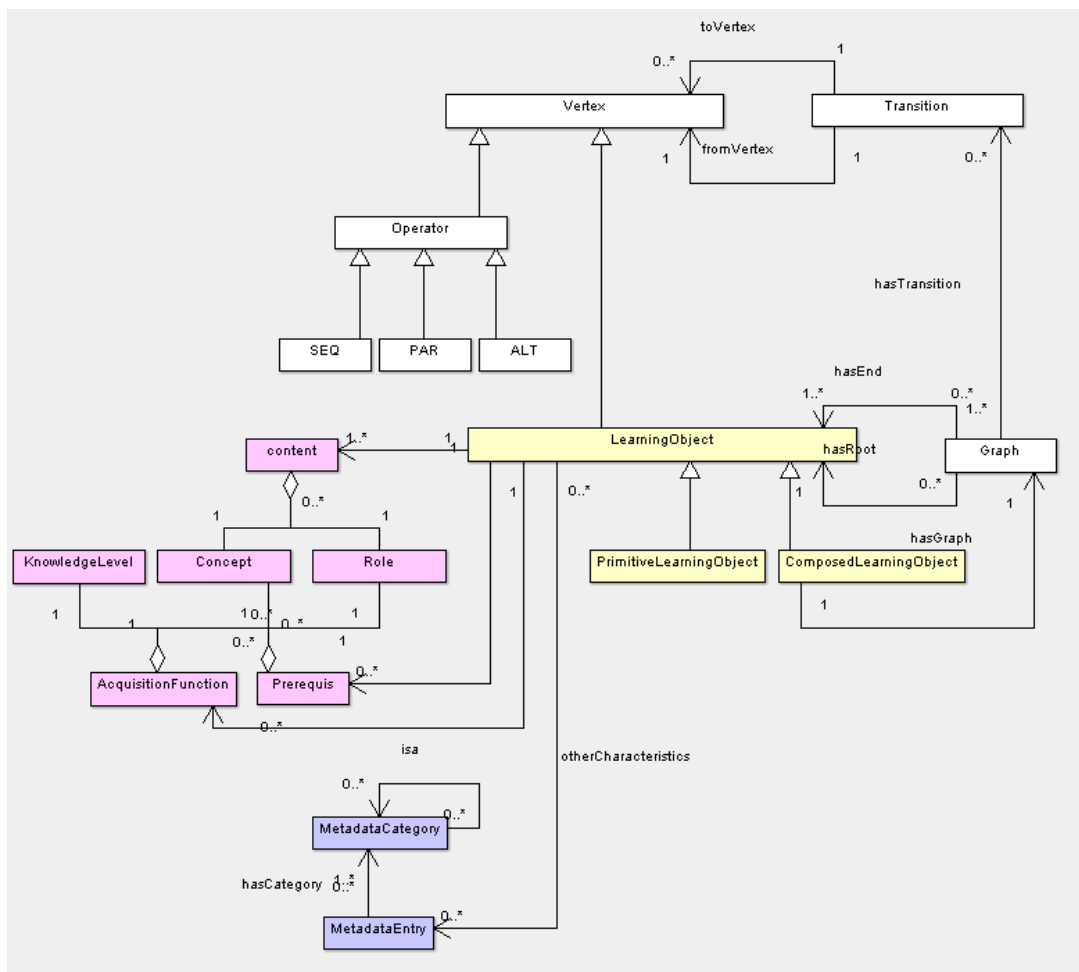 toVertex
1
0..*
Vertex
Transition
fromVertex
1
1
0..*
Operator
hasTransition
SEQ
PAR
ALT
hasEnd
1..*
0..*
1..*
LearningObject
1..*
1
1
content
hasRoot
Graph
0..*
1
0..*
1
0..*
1
1
1
hasGraph
KnowledgeLevel
Concept
Role
PrimitiveLearningObject
ComposedLearningObject
1
1
1
0..*
0..*
1
1
0..*
1
0..*
AcquisitionFunction
Prerequis
0..*
isa
otherCharacteristics
0..*
0..*
MetadataCategory
hasCategory
1..*
0..*
0..*
MetadataEntry